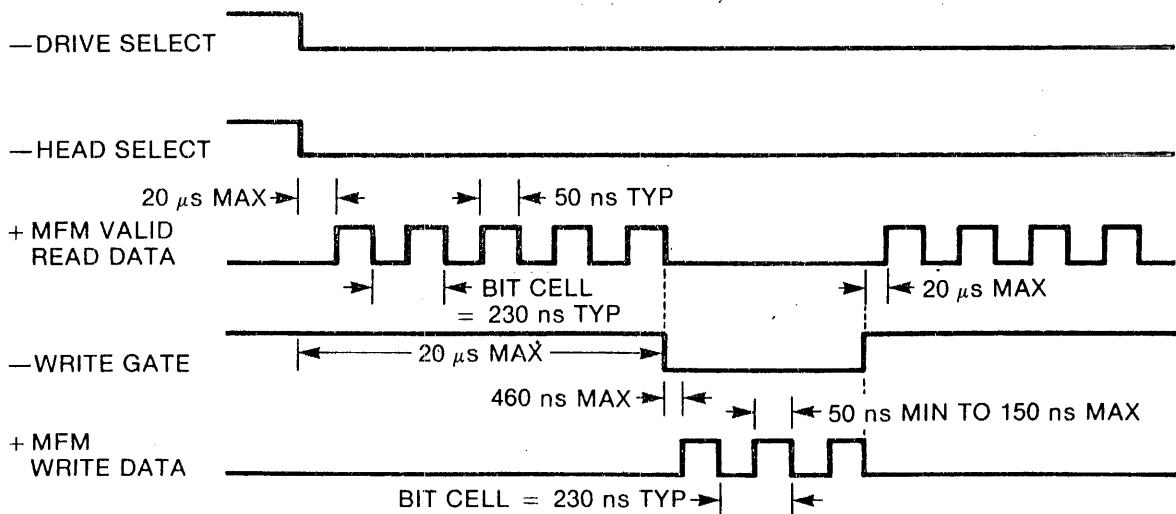 —DRIVE SELECT
—HEAD SELECT
20 μs MAX
50 ns TYP
+ MFM VALID
READ DATA
BIT CELL
= 230 ns TYP
20 μs MAX
—WRITE GATE
20 μs MAX
460 ns MAX
50 ns MIN TO 150 ns MAX
+ MFM
WRITE DATA
BIT CELL = 230 ns TYP